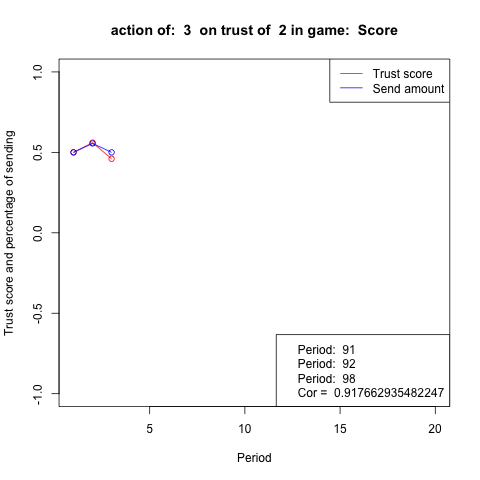 action of:  3  on trust of  2 in game:  Score
Trust score
Send amount
Trust score and percentage of sending
1.0
0.5
0.0
-0.5
-1.0
Period:  91
Period:  92
Period:  98
Cor =  0.917662935482247
5 10 15 20
Period